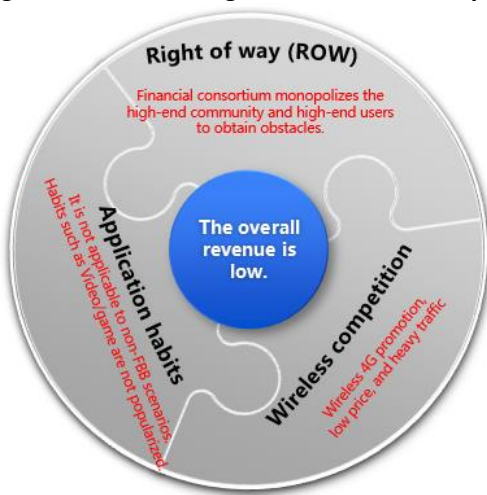 Right of way (ROW)
Financial consortium monopolizes the
high-end community and high-end users
to obtain obstacles.
The overall
revenue is
low.
Application habits
It is not applicable to non-FBB scenarios.
Habits such as Video/game are not popularized.
Wireless competition
Wireless 4G promotion,
low price, and heavy traffic